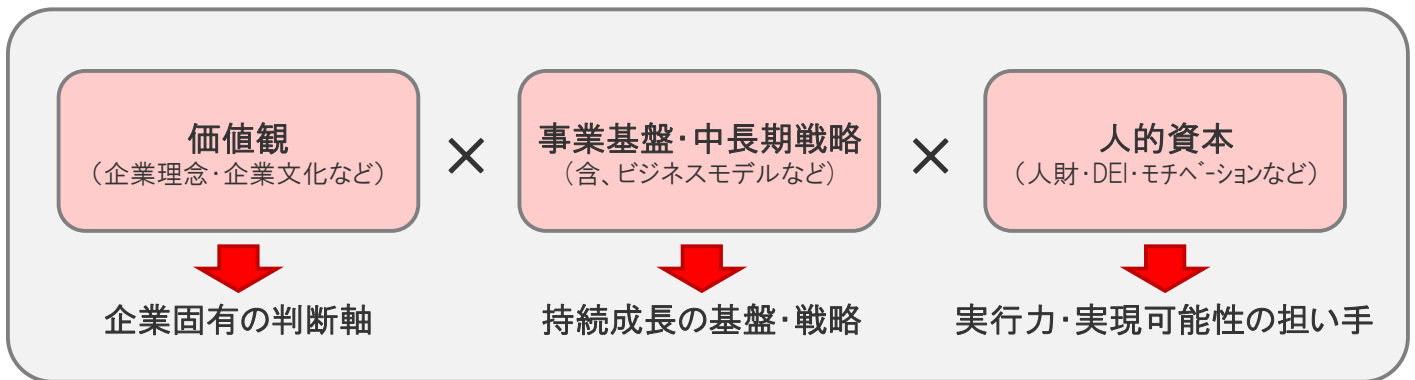 価値観
（企業理念・企業文化など）
×
事業基盤・中長期戦略
（含、ビジネスモデルなど）
×
人的資本
（人財・DEI・ﾓﾁﾍﾞｰｼｮﾝなど）
企業固有の判断軸
持続成長の基盤・戦略
実行力・実現可能性の担い手